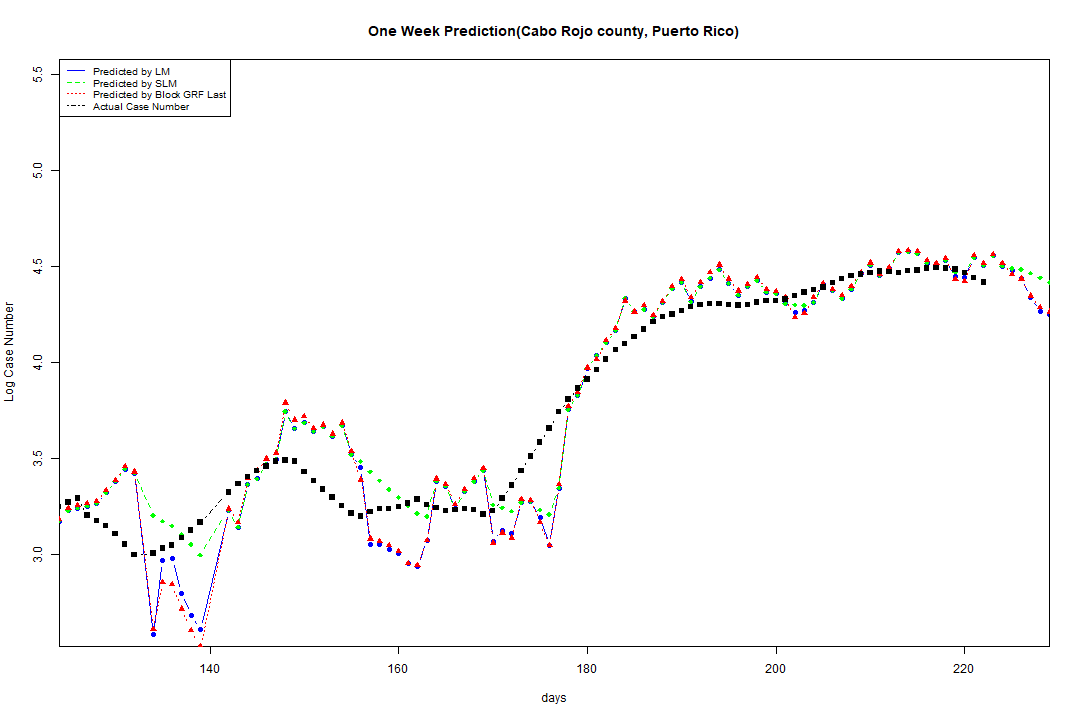 One Week Prediction(Cabo Rojo county, Puerto Rico)
Predicted by LM
Predicted by SLM
Predicted by Block GRF Last
Actual Case Number
5.5
5.0
4.5
4.0
3.5
3.0
Log Case Number
140 160 180 200 220
days